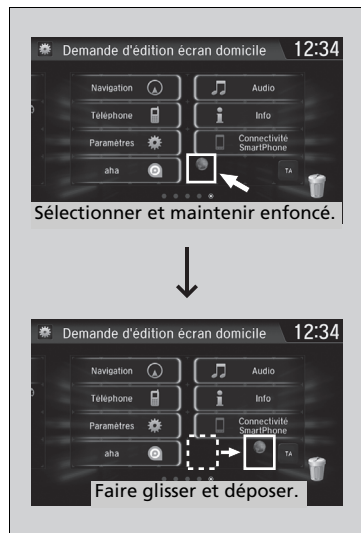 Demande d'édition écran domicile 12:34
Navigation
Audio
Téléphone
Info
Paramètres
Connectivité
SmartPhone
aha
TA
Sélectionner et maintenir enfoncé.
Demande d'édition écran domicile 12:34
Navigation
Audio
Téléphone
Info
Paramètres
Connectivité
SmartPhone
aha
TA
Faire glisser et déposer.